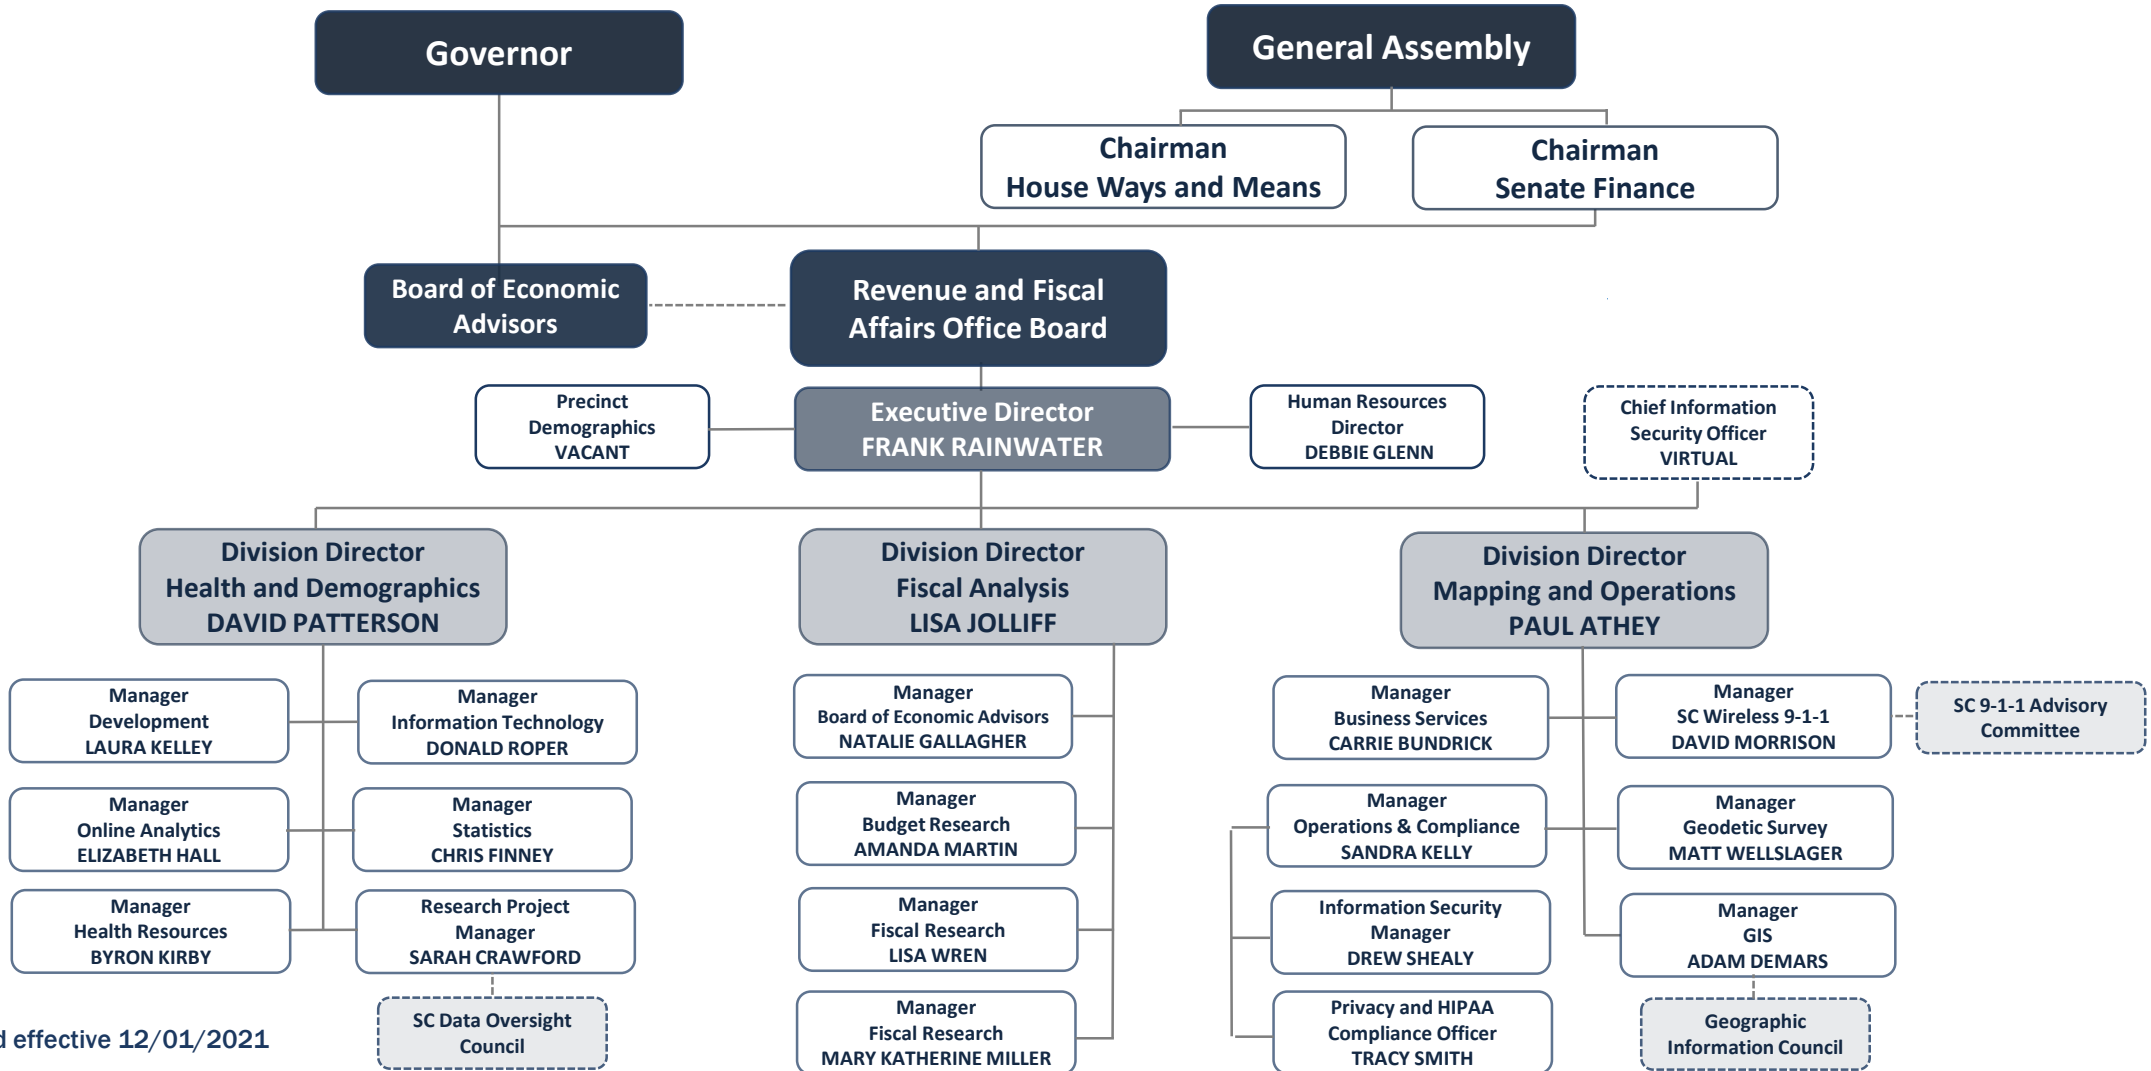 Governor
General Assembly
Chairman
House Ways and Means
Chairman
Senate Finance
Board of Economic
Advisors
Revenue and Fiscal
Affairs Office Board
Precinct
Demographics
VACANT
Executive Director
FRANK RAINWATER
Human Resources
Director
DEBBIE GLENN
Chief Information
Security Officer
VIRTUAL
Division Director
Health and Demographics
DAVID PATTERSON
Division Director
Fiscal Analysis
LISA JOLLIFF
Division Director
Mapping and Operations
PAUL ATHEY
Manager
Development
LAURA KELLEY
Manager
Information Technology
DONALD ROPER
Manager
Online Analytics
ELIZABETH HALL
Manager
Statistics
CHRIS FINNEY
Manager
Health Resources
BYRON KIRBY
Research Project
Manager
SARAH CRAWFORD
SC Data Oversight
Council
Manager
Board of Economic Advisors
NATALIE GALLAGHER
Manager
Budget Research
AMANDA MARTIN
Manager
Fiscal Research
LISA WREN
Manager
Fiscal Research
MARY KATHERINE MILLER
Manager
Business Services
CARRIE BUNDRICK
Manager
SC Wireless 9-1-1
DAVID MORRISON
SC 9-1-1 Advisory
Committee
Manager
Operations & Compliance
SANDRA KELLY
Manager
Geodetic Survey
MATT WELLSLAGER
Information Security
Manager
DREW SHEALY
Manager
GIS
ADAM DEMARS
Privacy and HIPAA
Compliance Officer
TRACY SMITH
Geographic
Information Council
effective 12/01/2021